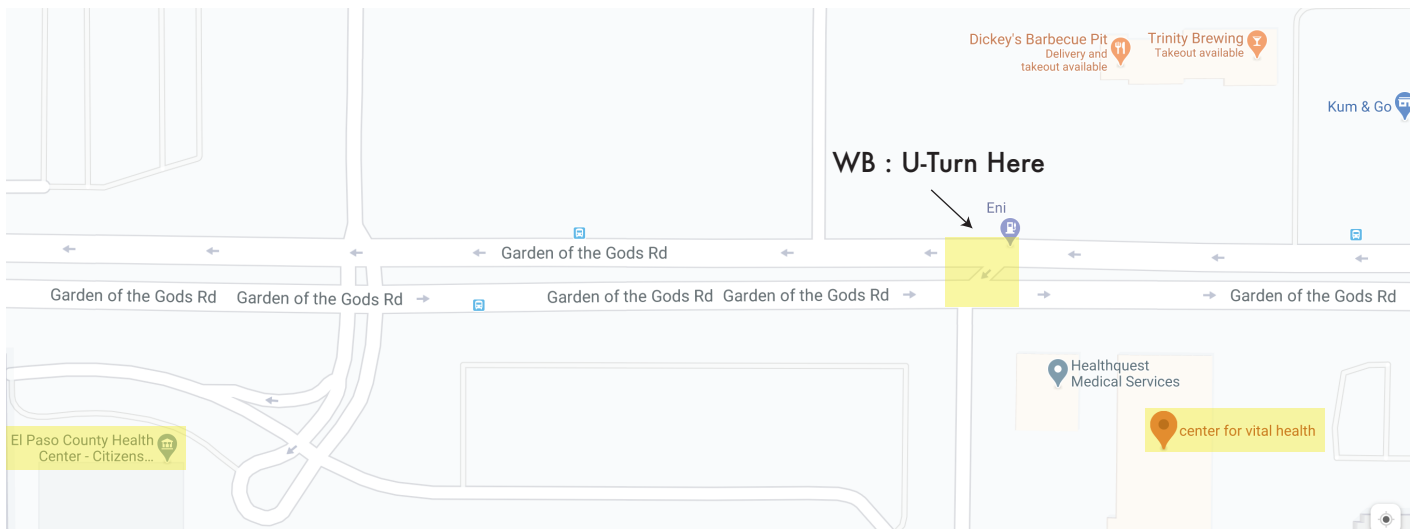 Dickey's Barbecue Pit
Delivery and
takeout available
Trinity Brewing
Takeout available
Kum & Go
WB : U-Turn Here
Eni
Garden of the Gods Rd
Garden of the Gods Rd
Garden of the Gods Rd
Garden of the Gods Rd
Garden of the Gods Rd
Garden of the Gods Rd
Healthquest
Medical Services
center for vital health
El Paso County Health
Center - Citizens...